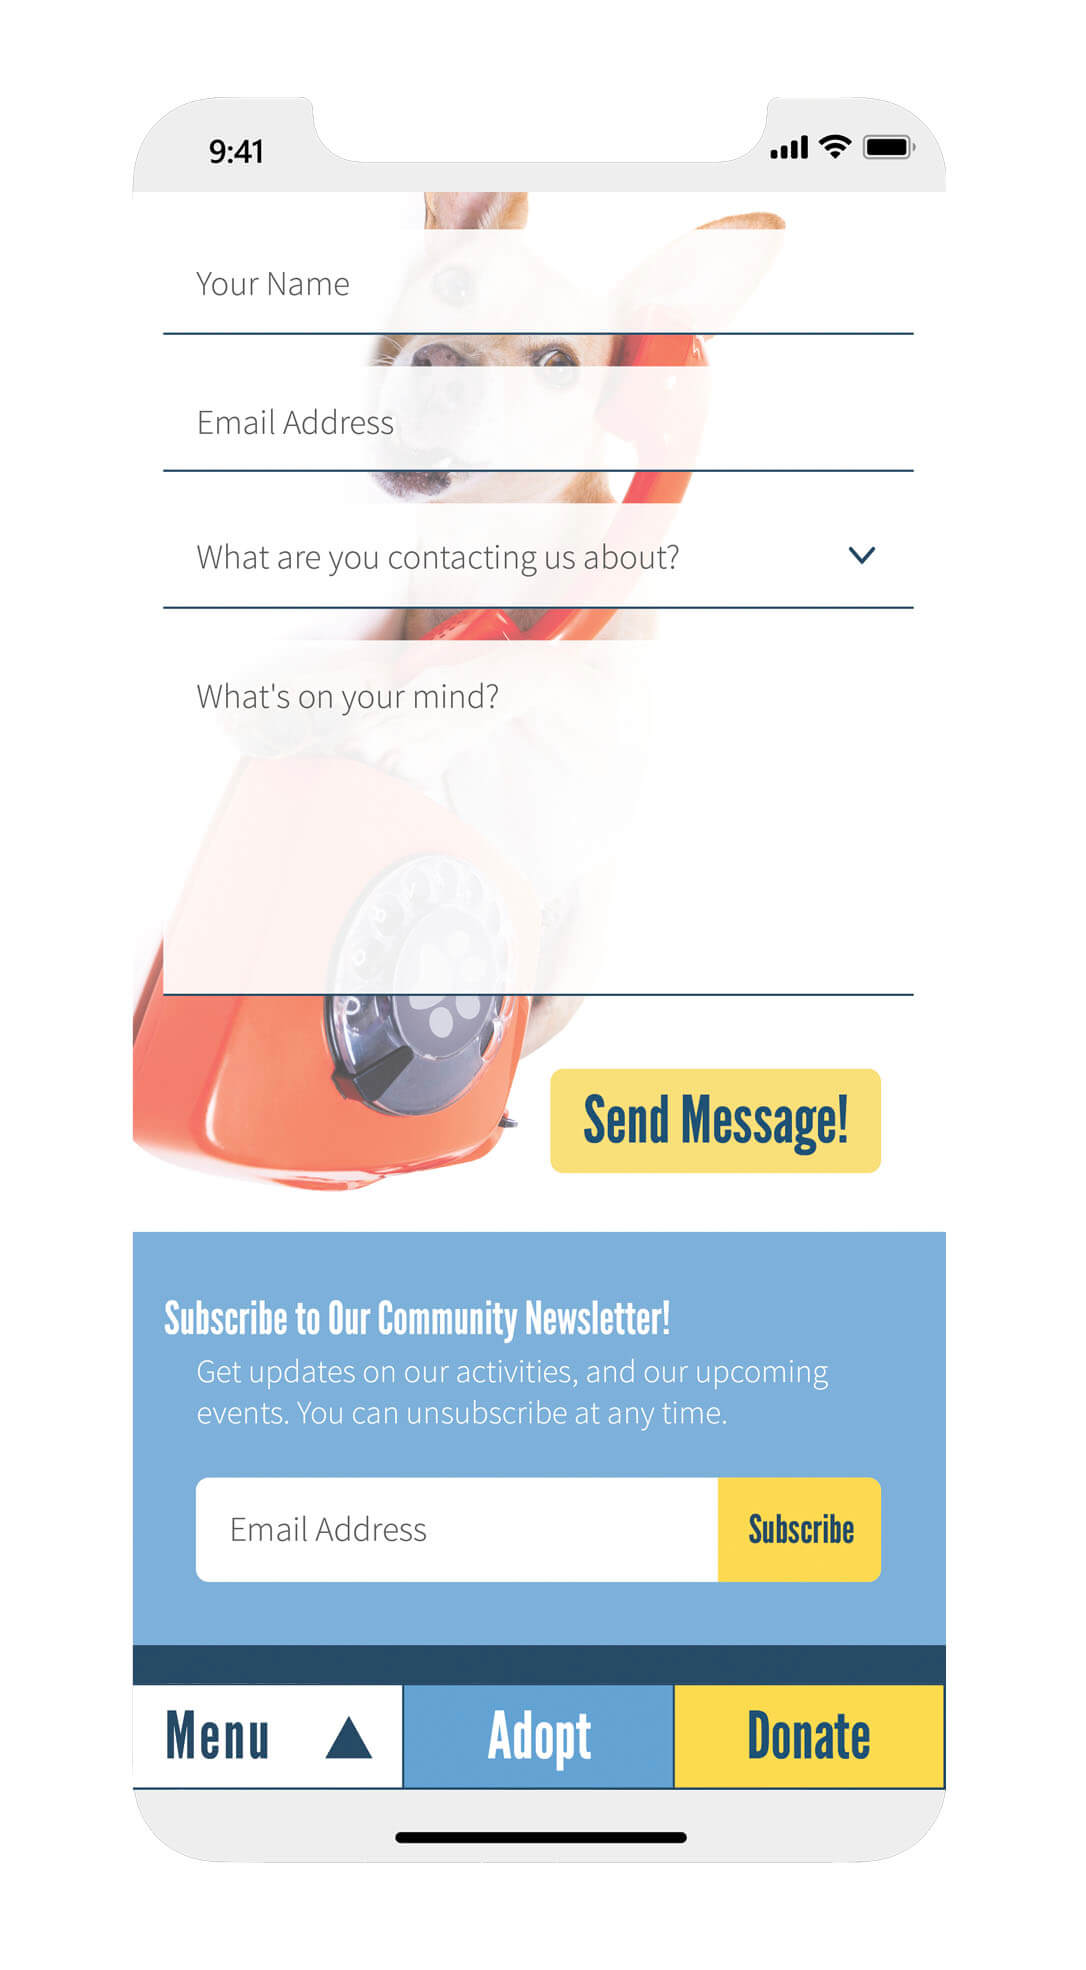 9:41
Your Name
Email Address
What are you contacting us about?
What's on your mind?
Send Message!
Subscribe to Our Community Newsletter!
Get updates on our activities, and our upcoming
events. You can unsubscribe at any time.
Email Address
Subscribe
Menu
Adopt
Donate